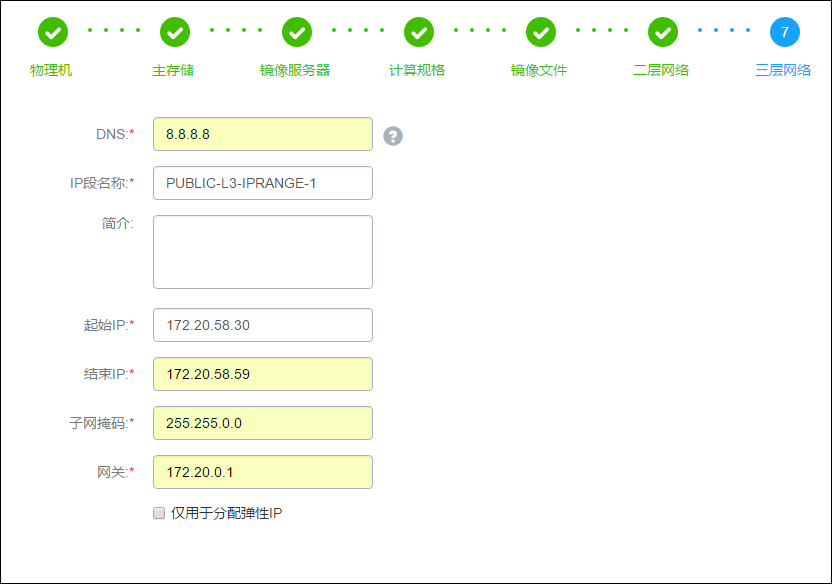 7
物理机 主存储 镜像服务器 计算规格 镜像文件 二层网络 三层网络
DNS:* 8.8.8.8 ?
IP段名称:* PUBLIC-L3-IPRANGE-1
简介:
起始IP:* 172.20.58.30
结束IP:* 172.20.58.59
子网掩码:* 255.255.0.0
网关:* 172.20.0.1
仅用于分配弹性IP